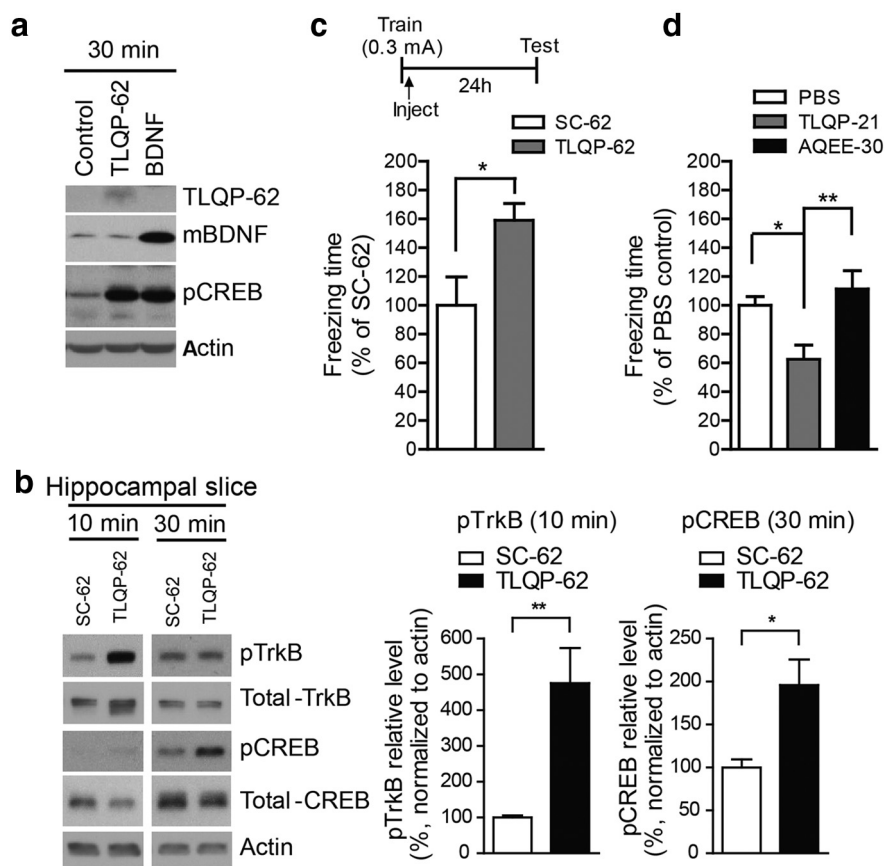 a
30 min
Control
TLQP-62
BDNF
TLQP-62
mBDNF
pCREB
Actin
c
Train
(0.3 mA)
Test
24h
Inject
SC-62
TLQP-62
Freezing time
(% of SC-62)
200
180
160
140
120
100
80
60
40
20
0
*
d
PBS
TLQP-21
AQEE-30
Freezing time
(% of PBS control)
200
180
160
140
120
100
80
60
40
20
0
*
**
b
Hippocampal slice
10 min
30 min
SC-62
TLQP-62
SC-62
TLQP-62
pTrkB
Total-TrkB
pCREB
Total-CREB
Actin
pTrkB (10 min)
SC-62
TLQP-62
pTrkB relative level
(%, normalized to actin)
600
500
400
300
200
100
0
**
pCREB (30 min)
SC-62
TLQP-62
pCREB relative level
(%, normalized to actin)
250
200
150
100
50
0
*